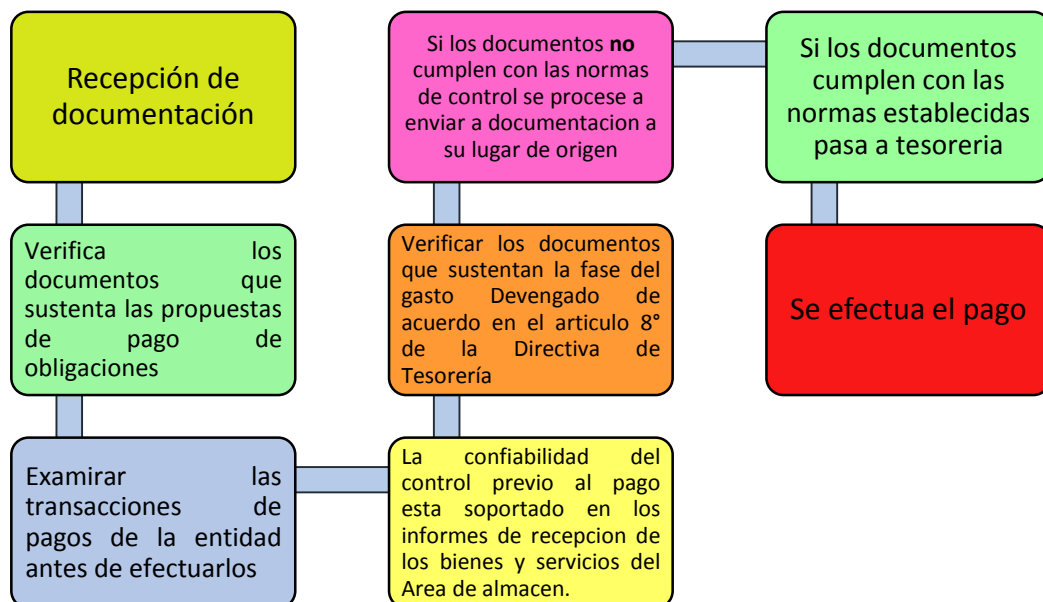 Recepción de
documentación
Verifica los
documentos que
sustenta las propuestas
de pago de
obligaciones
Examirar las
transacciones de
pagos de la entidad
antes de efectuarlos
La confiabilidad del
control previo al pago
esta soportado en los
informes de recepcion de
los bienes y servicios del
Area de almacen.
Verificar los documentos
que sustentan la fase del
gasto Devengado de
acuerdo en el articulo 8°
de la Directiva de
Tesorería
Si los documentos no
cumplen con las normas
de control se procese a
enviar a documentacion a
su lugar de origen
Si los documentos
cumplen con las
normas establecidas
pasa a tesoreria
Se efectua el pago